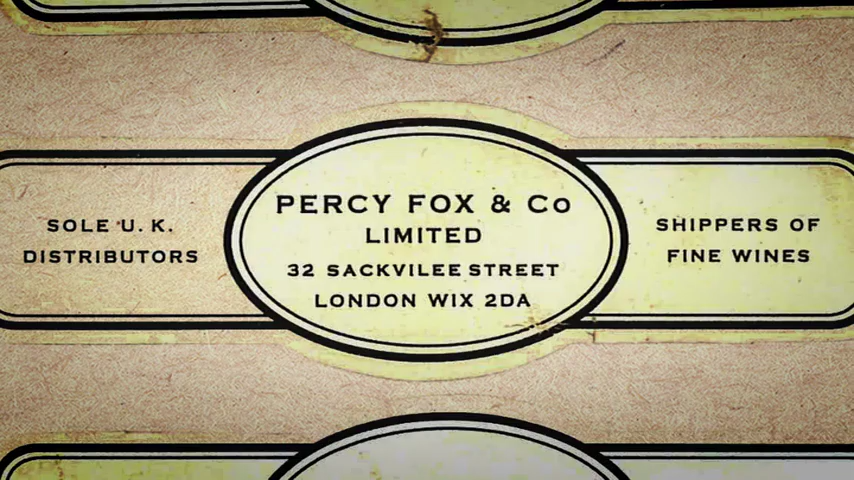 SOLE U. K.
DISTRIBUTORS
PERCY FOX & Co
LIMITED
32 SACKVILEE STREET
LONDON WIX 2DA
SHIPPERS OF
FINE WINES